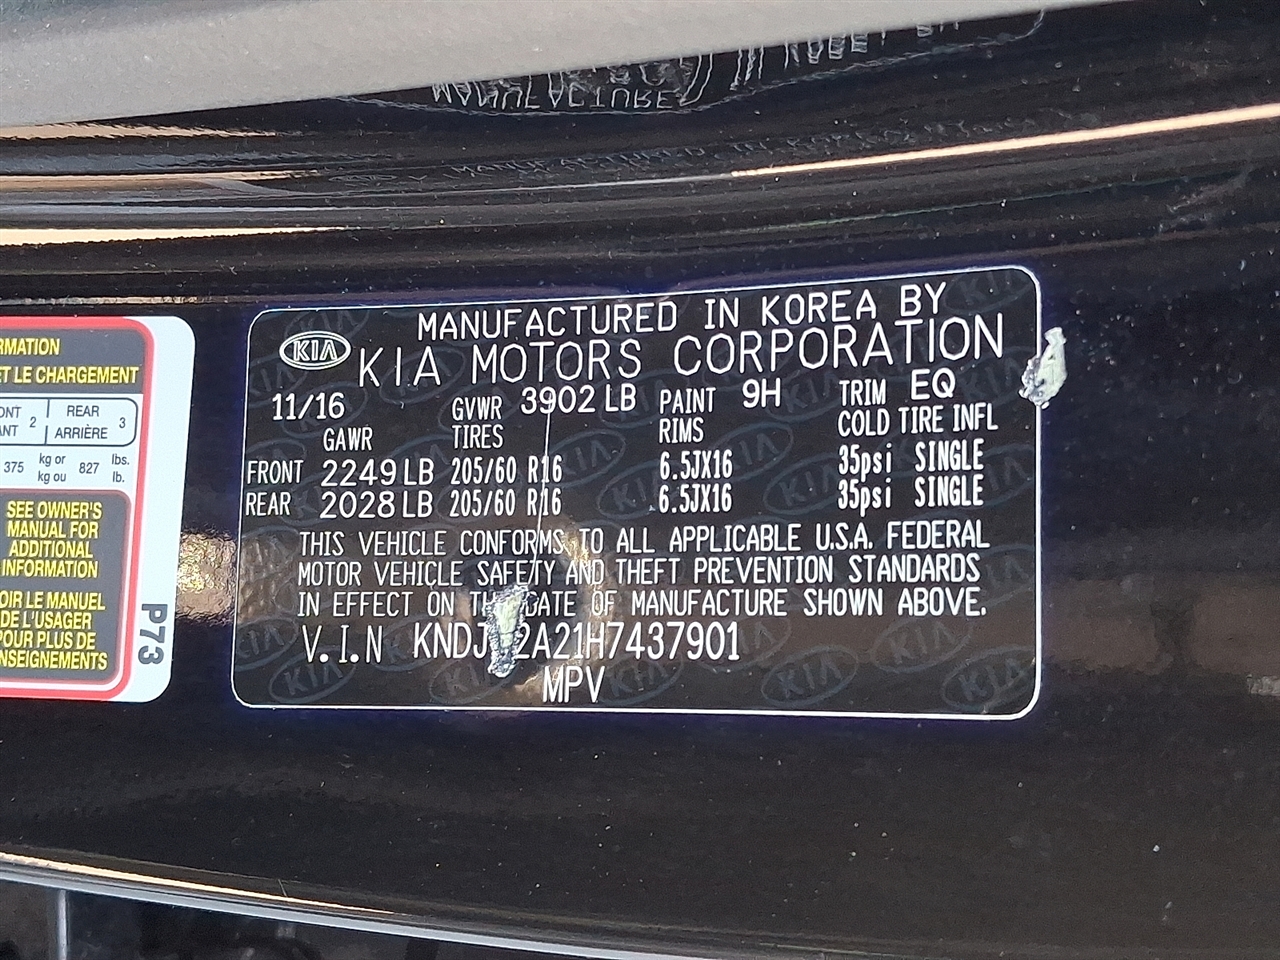 RMATION
ET LE CHARGEMENT
ONT
ANT
2
REAR
ARRIÈRE
3
375 kg or kg ou 827 lbs. lb.
SEE OWNER'S
MANUAL FOR
ADDITIONAL
INFORMATION
OIR LE MANUEL
DE L'USAGER
POUR PLUS DE
NSEIGNEMENTS
P73
MANUFACTURED IN KOREA BY
KIA KIA MOTORS CORPORATION
11/16 GVWR 3902 LB PAINT 9H TRIM EQ
GAWR TIRES RIMS COLD TIRE INFL
FRONT 2249 LB 205/60 R16 6.5JX16 35psi SINGLE
REAR 2028 LB 205/60 R16 6.5JX16 35psi SINGLE
THIS VEHICLE CONFORMS TO ALL APPLICABLE U.S.A. FEDERAL
MOTOR VEHICLE SAFETY AND THEFT PREVENTION STANDARDS
IN EFFECT ON THE DATE OF MANUFACTURE SHOWN ABOVE.
V.I.N KNDJ 2A21H7437901
MPV